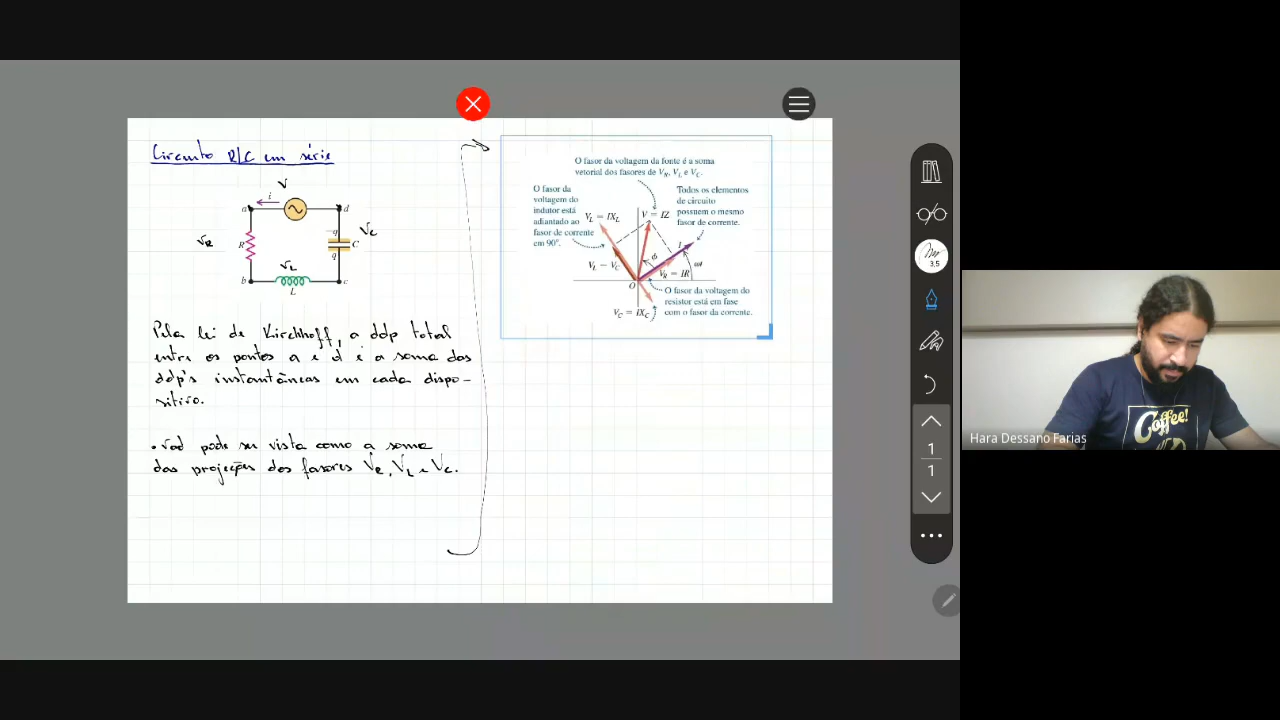 Circuito RLC em série
V
i
a
d
-q
VC
VR
R
C
q
VL
b
c
L
Pela lei de Kirchhoff, a ddp total
entre os pontos a e d é a soma das
ddp's instantâneas em cada dispo-
sitivo.
• vad pode ser vista como a soma
das projeções dos fasores VR, VL e VC.
O fasor da voltagem da fonte é a soma
vetorial dos fasores de VR, VL e VC.
O fasor da
voltagem do
indutor está
adiantado ao
fasor de corrente
em 90°.
Todos os elementos
de circuito
possuem o mesmo
fasor de corrente.
VL = IXL
V = IZ
I
VL − VC
ϕ
ωt
VR = IR
O
O fasor da voltagem do
resistor está em fase
com o fasor da corrente.
VC = IXC
3,5
1
1
Coffee!
Hara Dessano Farias